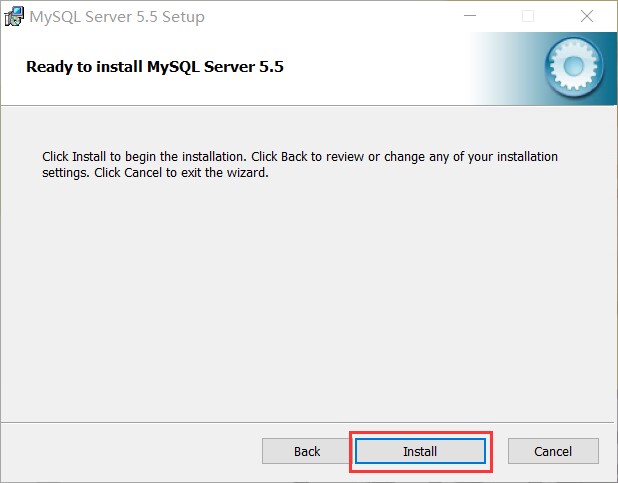 MySQL Server 5.5 Setup
Ready to install MySQL Server 5.5
Click Install to begin the installation. Click Back to review or change any of your installation
settings. Click Cancel to exit the wizard.
Back Install Cancel